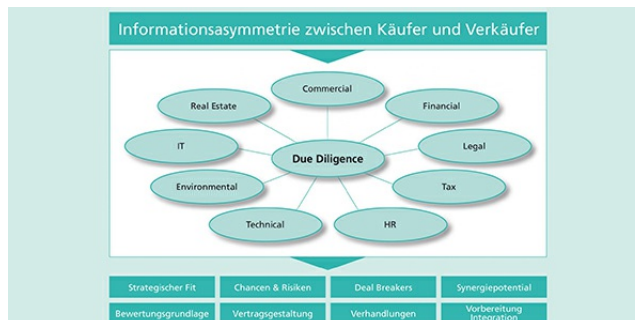 Informationsasymmetrie zwischen Käufer und Verkäufer
Commercial
Real Estate
Financial
IT
Due Diligence
Legal
Environmental
Tax
Technical
HR
Strategischer Fit
Chancen & Risiken
Deal Breakers
Synergiepotential
Bewertungsgrundlage
Vertragsgestaltung
Verhandlungen
Vorbereitung
Integration